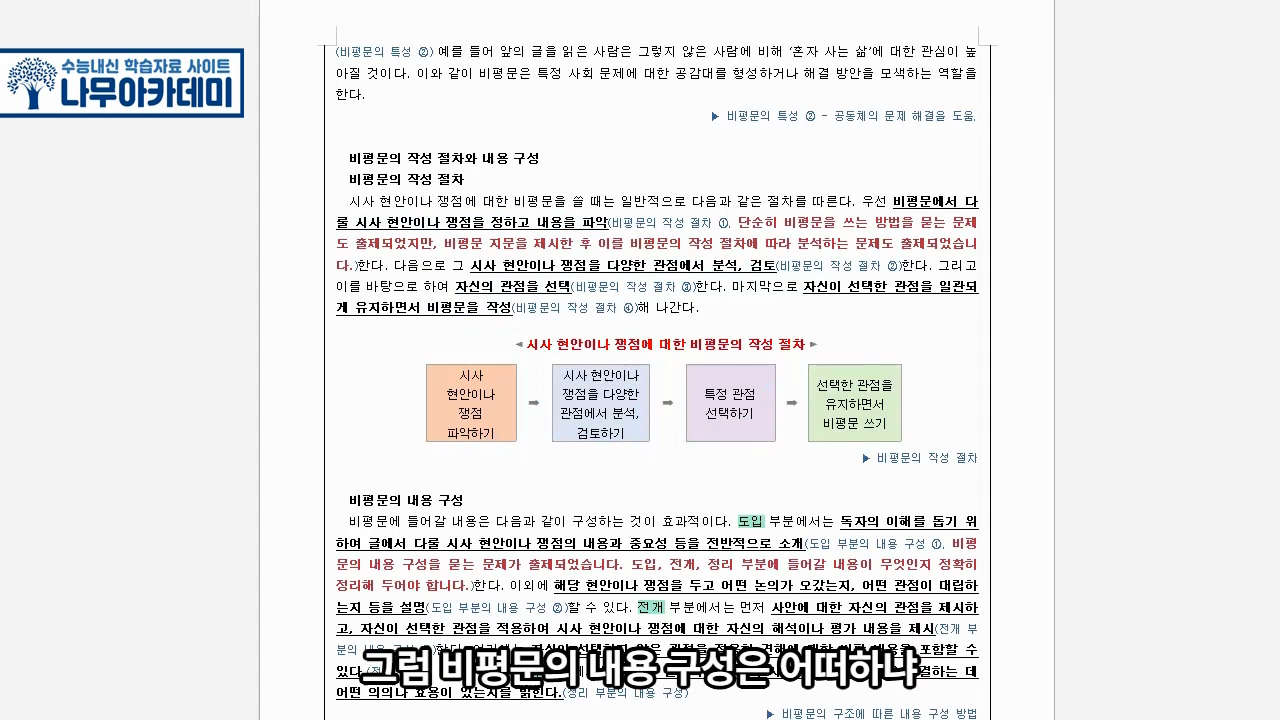 수능내신 학습자료 사이트
나무아카데미
(비평문의 특성 ②) 예를 들어 앞의 글을 읽은 사람은 그렇지 않은 사람에 비해 ‘혼자 사는 삶’에 대한 관심이 높
아질 것이다. 이와 같이 비평문은 특정 사회 문제에 대한 공감대를 형성하거나 해결 방안을 모색하는 역할을
한다.
▶ 비평문의 특성 ② - 공동체의 문제 해결을 도움.
비평문의 작성 절차와 내용 구성
비평문의 작성 절차
시사 현안이나 쟁점에 대한 비평문을 쓸 때는 일반적으로 다음과 같은 절차를 따른다. 우선 비평문에서 다
룰 시사 현안이나 쟁점을 정하고 내용을 파악(비평문의 작성 절차 ①. 단순히 비평문을 쓰는 방법을 묻는 문제
도 출제되었지만, 비평문 지문을 제시한 후 이를 비평문의 작성 절차에 따라 분석하는 문제도 출제되었습니
다.)한다. 다음으로 그 시사 현안이나 쟁점을 다양한 관점에서 분석, 검토(비평문의 작성 절차 ②)한다. 그리고
이를 바탕으로 하여 자신의 관점을 선택(비평문의 작성 절차 ③)한다. 마지막으로 자신이 선택한 관점을 일관되
게 유지하면서 비평문을 작성(비평문의 작성 절차 ④)해 나간다.
◄ 시사 현안이나 쟁점에 대한 비평문의 작성 절차 ►
시사
현안이나
쟁점
파악하기
➡
시사 현안이나
쟁점을 다양한
관점에서 분석,
검토하기
➡
특정 관점
선택하기
➡
선택한 관점을
유지하면서
비평문 쓰기
▶ 비평문의 작성 절차
비평문의 내용 구성
비평문에 들어갈 내용은 다음과 같이 구성하는 것이 효과적이다. 도입 부분에서는 독자의 이해를 돕기 위
하여 글에서 다룰 시사 현안이나 쟁점의 내용과 중요성 등을 전반적으로 소개(도입 부분의 내용 구성 ①. 비평
문의 내용 구성을 묻는 문제가 출제되었습니다. 도입, 전개, 정리 부분에 들어갈 내용이 무엇인지 정확히
정리해 두어야 합니다.)한다. 이외에 해당 현안이나 쟁점을 두고 어떤 논의가 오갔는지, 어떤 관점이 대립하
는지 등을 설명(도입 부분의 내용 구성 ②)할 수 있다. 전개 부분에서는 먼저 사안에 대한 자신의 관점을 제시하
고, 자신이 선택한 관점을 적용하여 시사 현안이나 쟁점에 대한 자신의 해석이나 평가 내용을 제시(전개 부
분의 내용 포함할 수
있다. 결하는 데
어떤 의의나 효용이 있는지를 밝힌다.(정리 부분의 내용 구성)
그럼 비평문의 내용 구성은 어떠하냐
▶ 비평문의 구조에 따른 내용 구성 방법